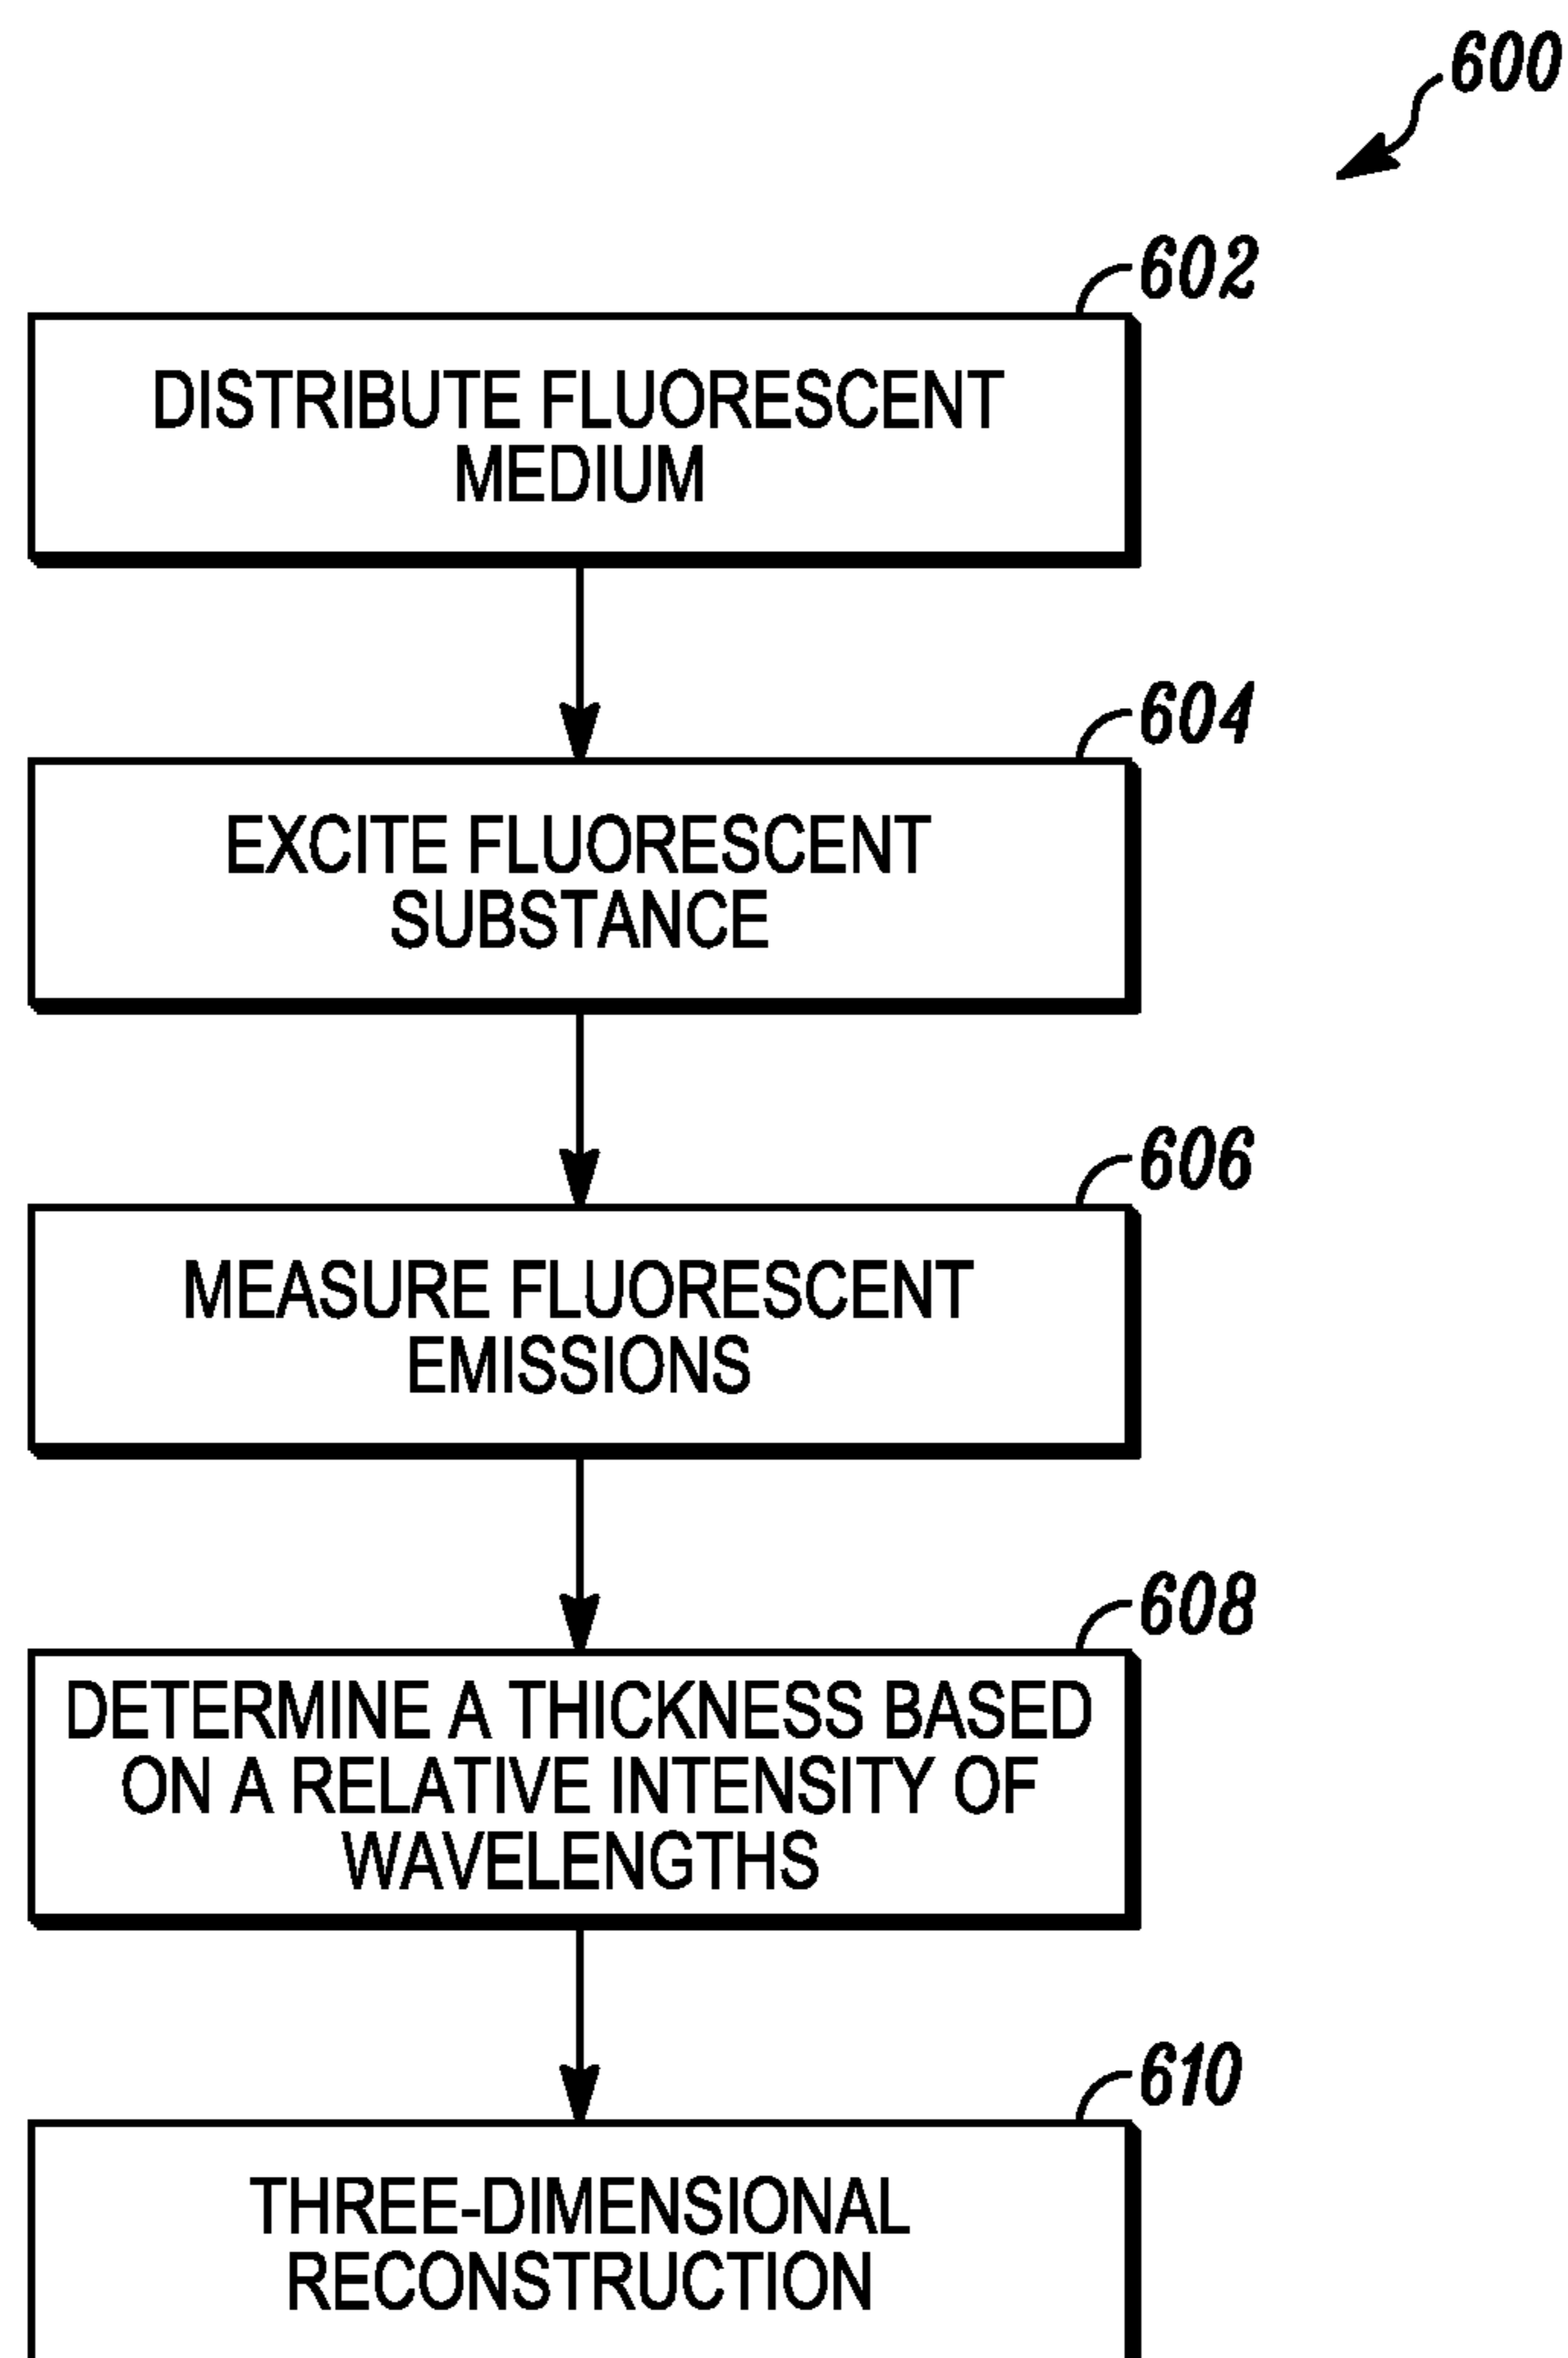 600
602
DISTRIBUTE FLUORESCENT
MEDIUM
604
EXCITE FLUORESCENT
SUBSTANCE
606
MEASURE FLUORESCENT
EMISSIONS
608
DETERMINE A THICKNESS BASED
ON A RELATIVE INTENSITY OF
WAVELENGTHS
610
THREE-DIMENSIONAL
RECONSTRUCTION